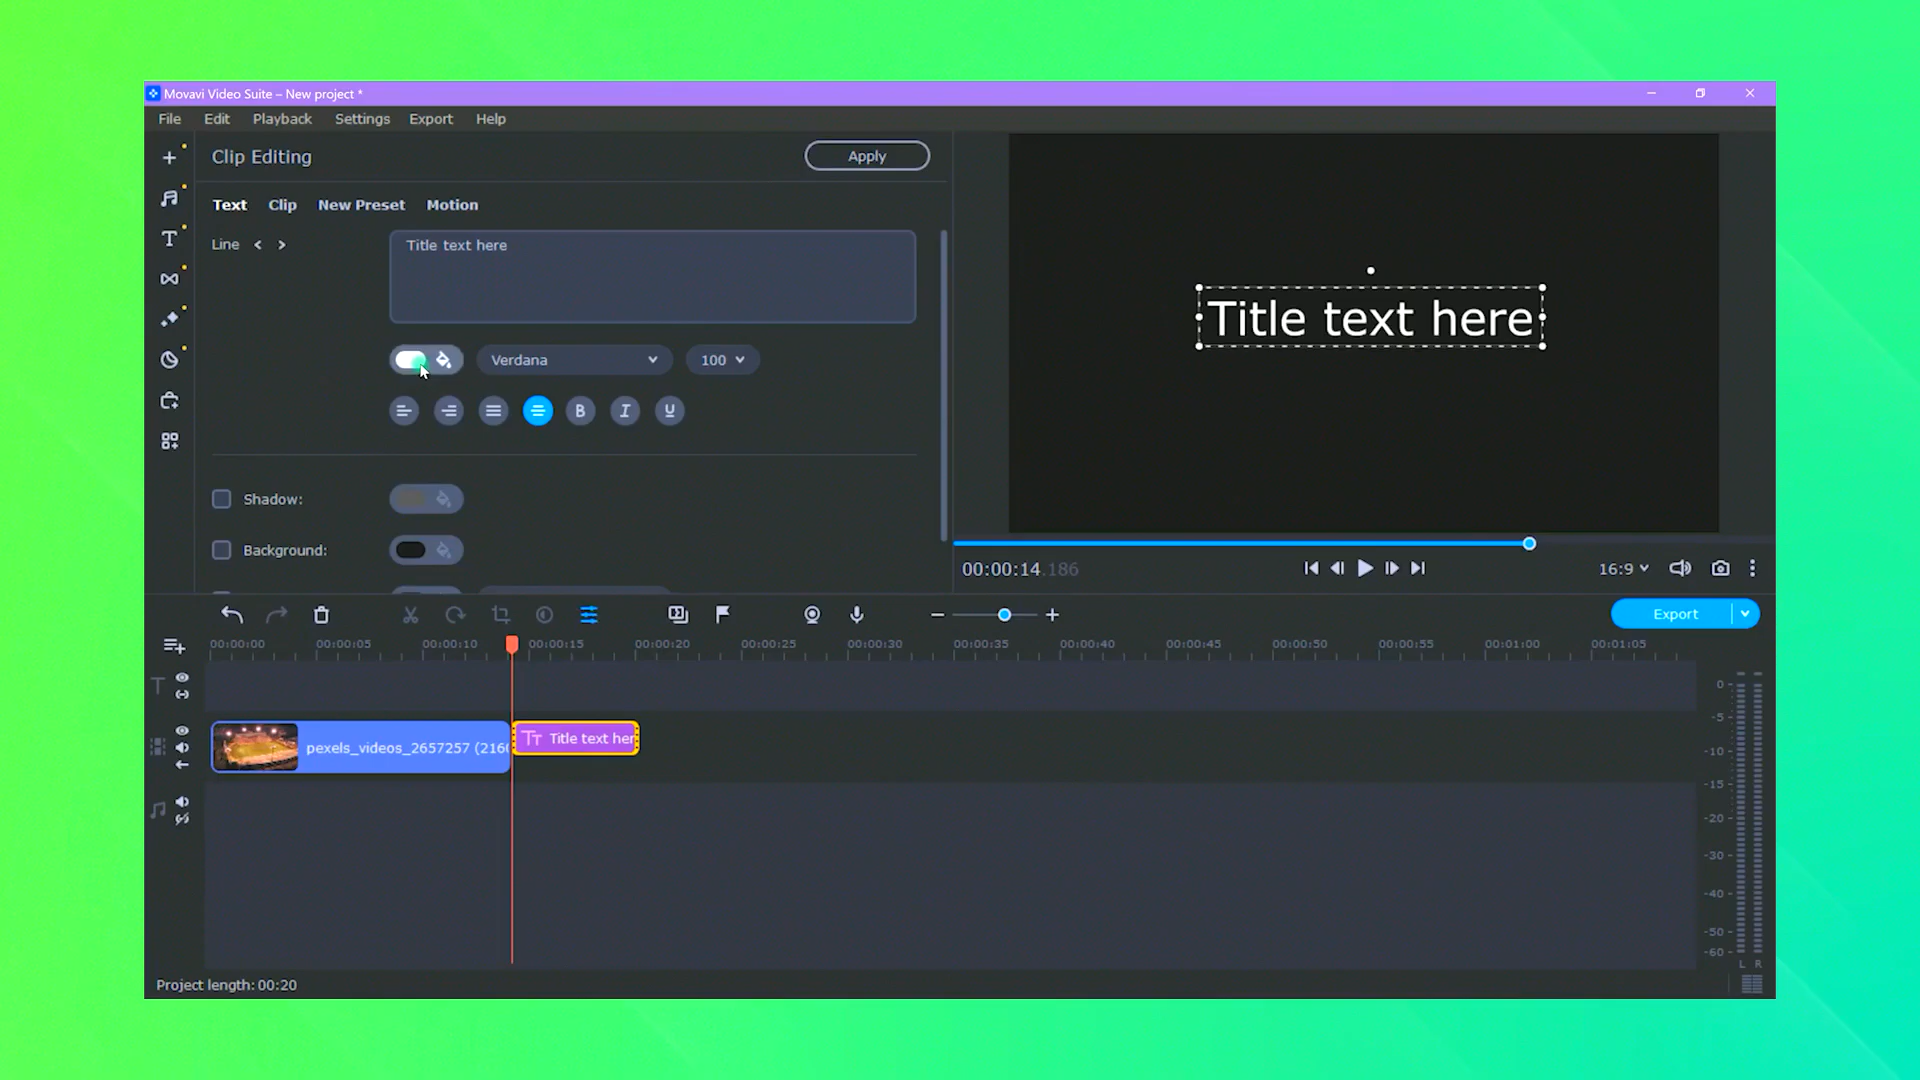 Movavi Video Suite – New project *
File Edit Playback Settings Export Help
Clip Editing
Apply
Text Clip New Preset Motion
Line < >
Title text here
Title text here
Verdana
100
B I U
Shadow:
Background:
00:00:14.186
16:9
Export
00:00:00 00:00:05 00:00:10 00:00:15 00:00:20 00:00:25 00:00:30 00:00:35 00:00:40 00:00:45 00:00:50 00:00:55 00:01:00 00:01:05
T
0
-5
-10
-15
-20
-30
-40
-50
-60
L R
Tт Title text her
pexels_videos_2657257 (216
Project length: 00:20